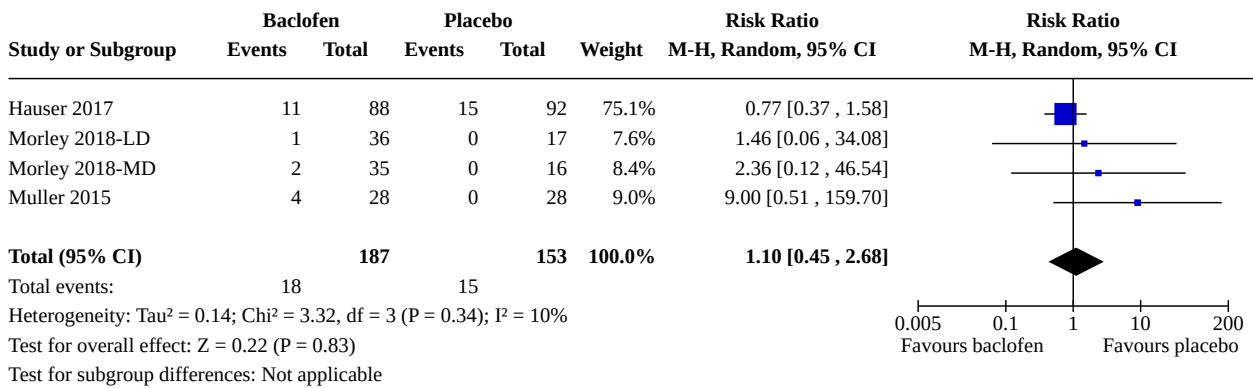 Baclofen Placebo Risk Ratio Risk Ratio
Study or Subgroup Events Total Events Total Weight M-H, Random, 95% CI M-H, Random, 95% CI
Hauser 2017 11 88 15 92 75.1% 0.77 [0.37 , 1.58]
Morley 2018-LD 1 36 0 17 7.6% 1.46 [0.06 , 34.08]
Morley 2018-MD 2 35 0 16 8.4% 2.36 [0.12 , 46.54]
Muller 2015 4 28 0 28 9.0% 9.00 [0.51 , 159.70]
Total (95% CI) 187 153 100.0% 1.10 [0.45 , 2.68]
Total events: 18 15
Heterogeneity: Tau² = 0.14; Chi² = 3.32, df = 3 (P = 0.34); I² = 10%
0.005 0.1 1 10 200
Test for overall effect: Z = 0.22 (P = 0.83)
Favours baclofen Favours placebo
Test for subgroup differences: Not applicable